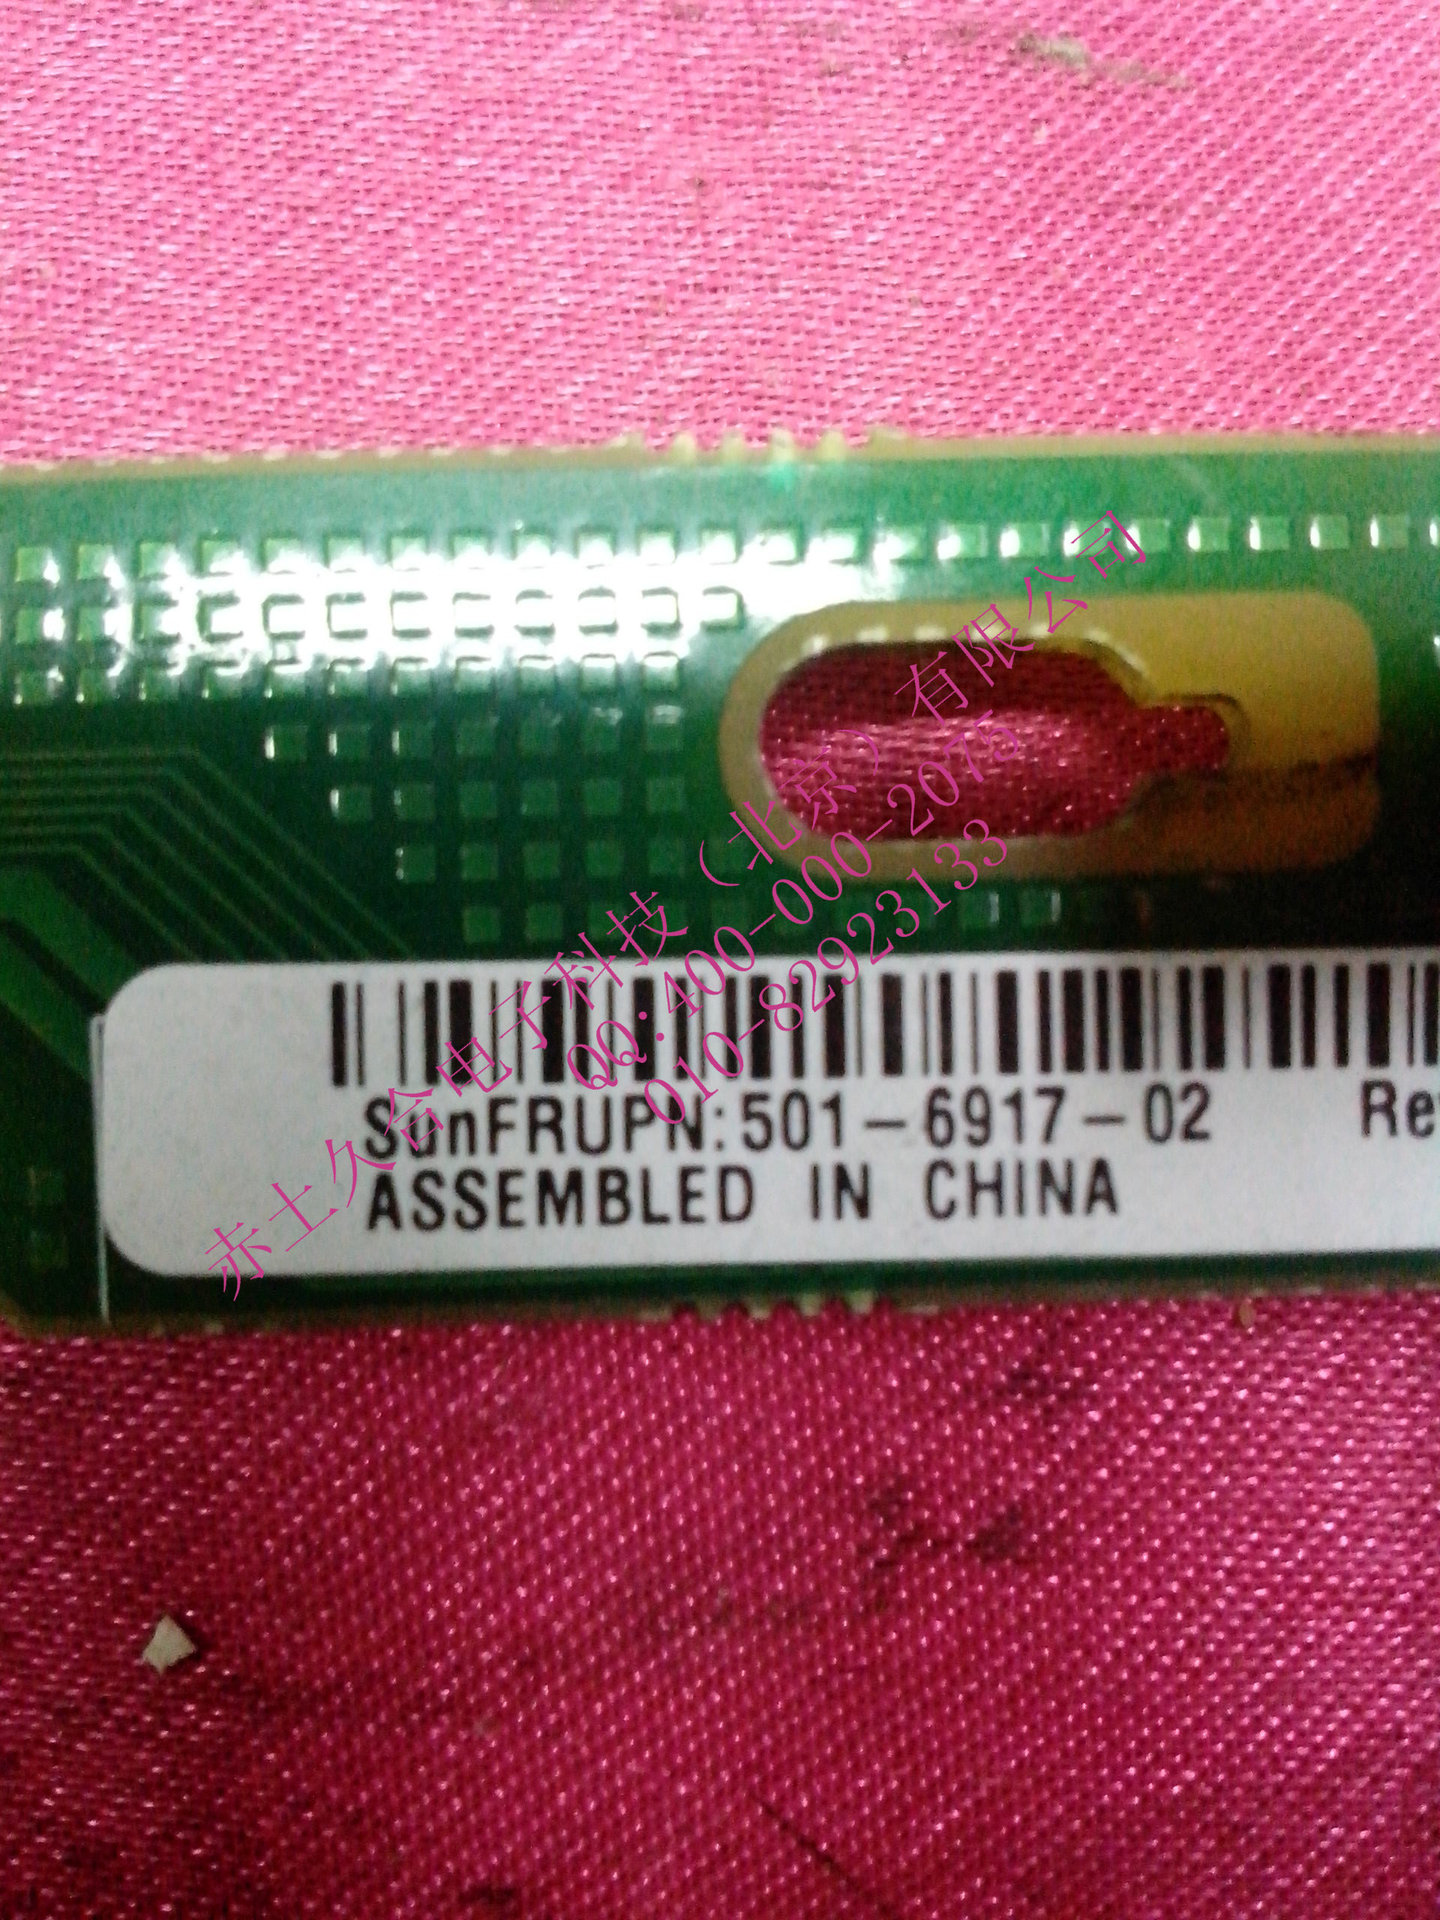 赤土久合电子科技（北京）有限公司
QQ:400-000-2075
010-82923133
SunFRUPN:501-6917-02
ASSEMBLED IN CHINA